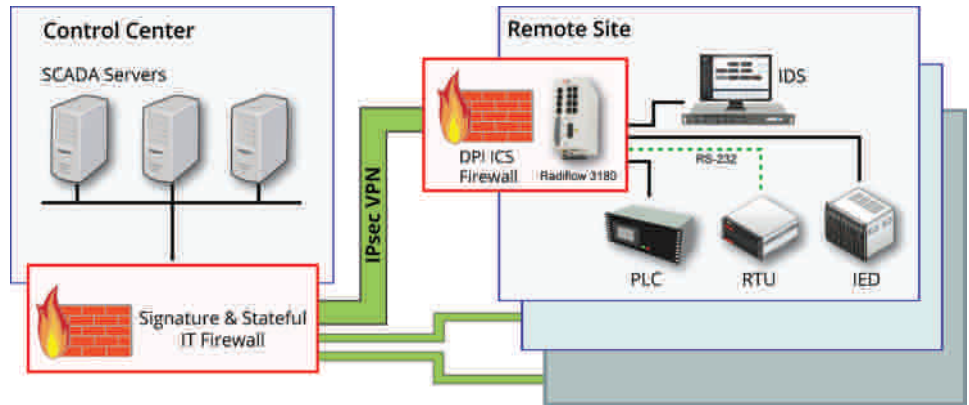 Control Center
SCADA Servers
Signature & Stateful
IT Firewall
IPsec VPN
Remote Site
DPI ICS
Firewall
Radiflow 3180
IDS
RS-232
PLC
RTU
IED